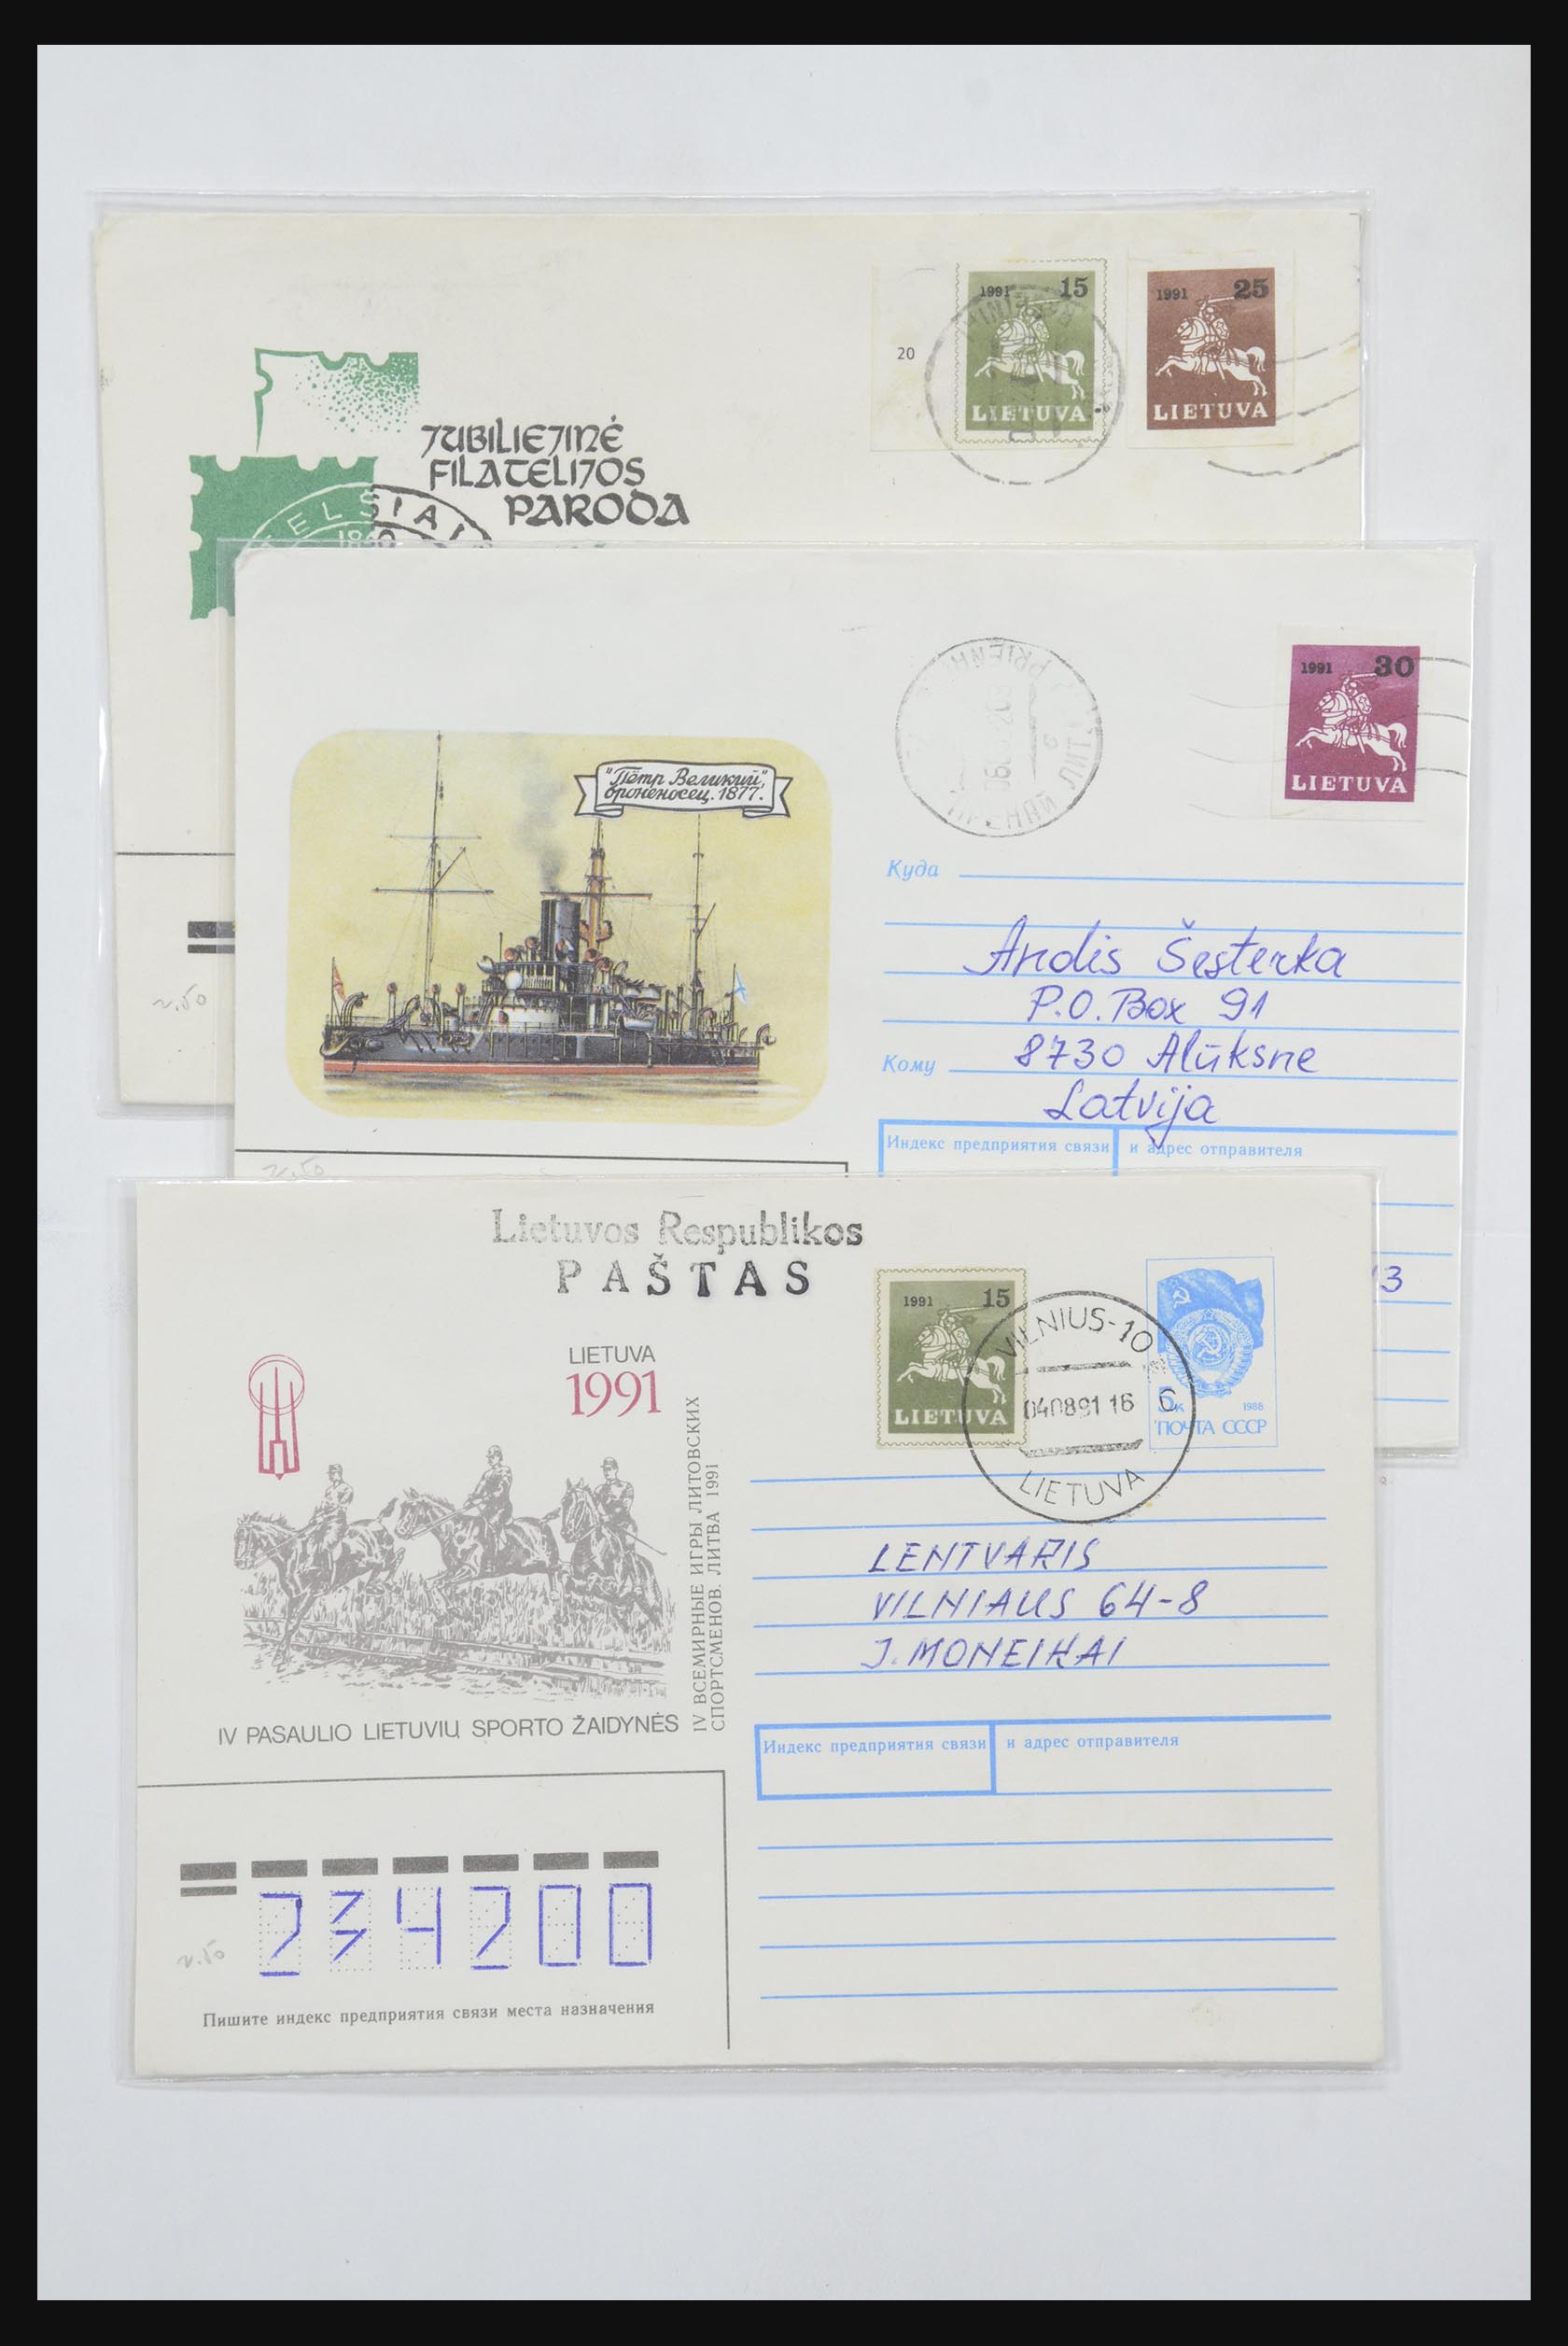 20
1991 15
LIETUVA
1991 25
LIETUVA
JUBILIEJINĖ
FILATELIJOS
PARODA
TELŠIAI
"Пётр Великий",
броненосец. 1877.
1991 30
LIETUVA
Куда
Andis Šesterka
P.O. Box 91
Кому
8730 Alūksne
Latvija
Индекс предприятия связи и адрес отправителя
13
Lietuvos Respublikos
PAŠTAS
LIETUVA
1991
1991 15
LIETUVA
VILNIUS-10
040891 16 6
LIETUVA
5к 1988
ПОЧТА СССР
IV ВСЕМИРНЫЕ ИГРЫ ЛИТОВСКИХ
СПОРТСМЕНОВ. ЛИТВА 1991
IV PASAULIO LIETUVIŲ SPORTO ŽAIDYNĖS
LENTVARIS
VILNIAUS 64-8
J. MONEIKAI
Индекс предприятия связи и адрес отправителя
234200
Пишите индекс предприятия связи места назначения